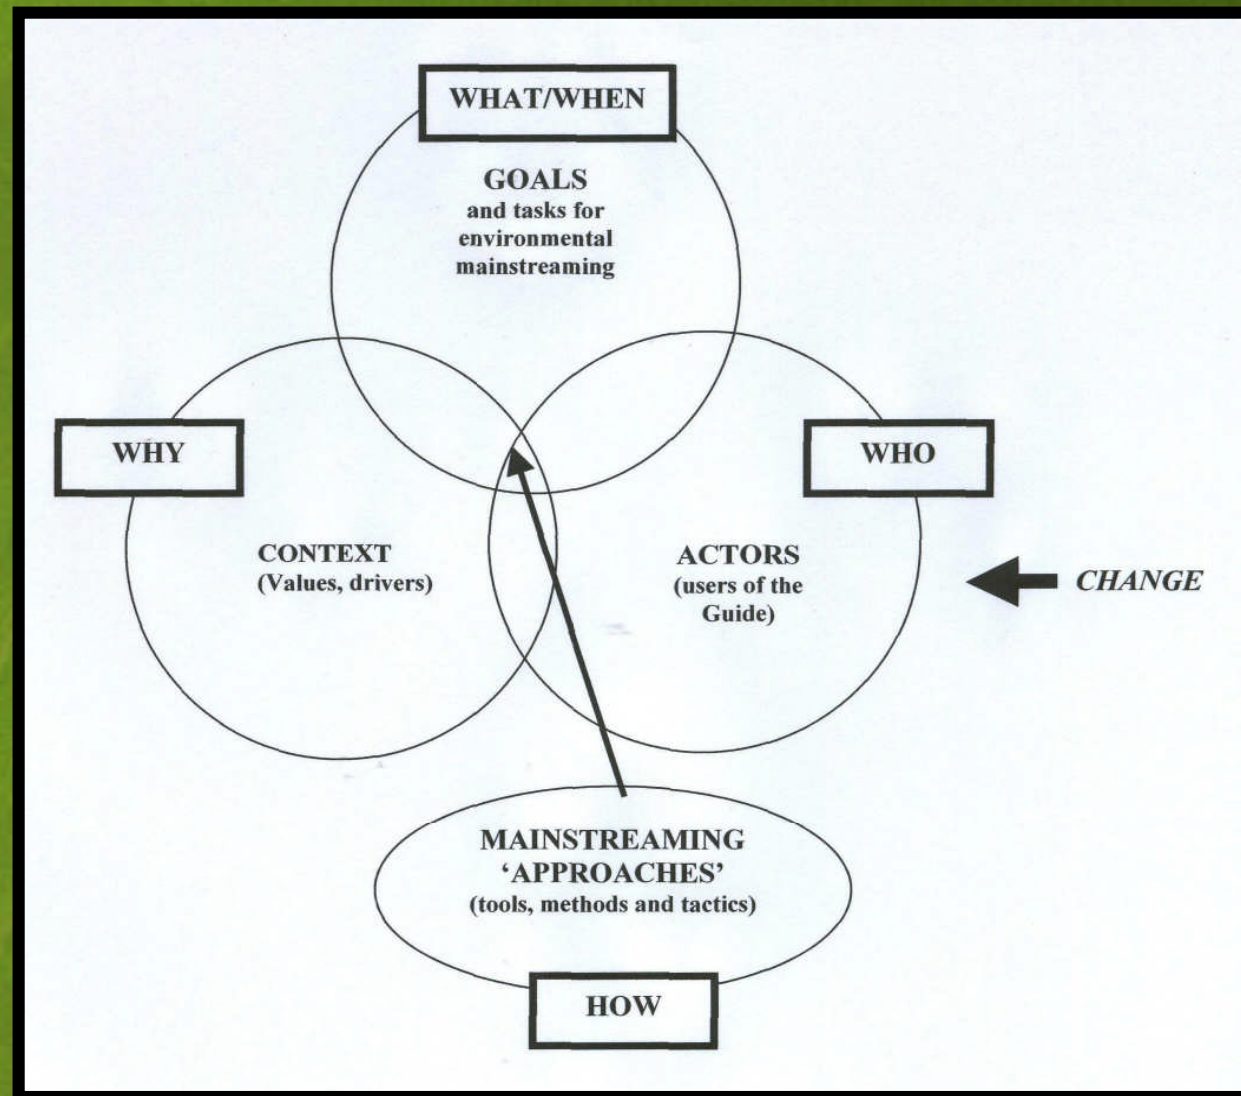 WHAT/WHEN
GOALS
and tasks for
environmental
mainstreaming
WHY
WHO
CONTEXT
(Values, drivers)
ACTORS
(users of the
Guide)
CHANGE
MAINSTREAMING
‘APPROACHES’
(tools, methods and tactics)
HOW